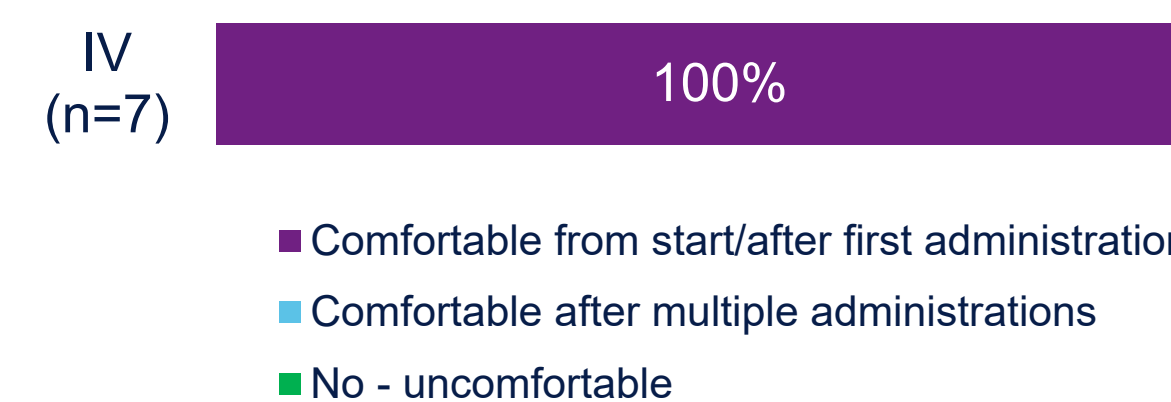 IV
(n=7)
100%
Comfortable from start/after first administration
Comfortable after multiple administrations
No - uncomfortable